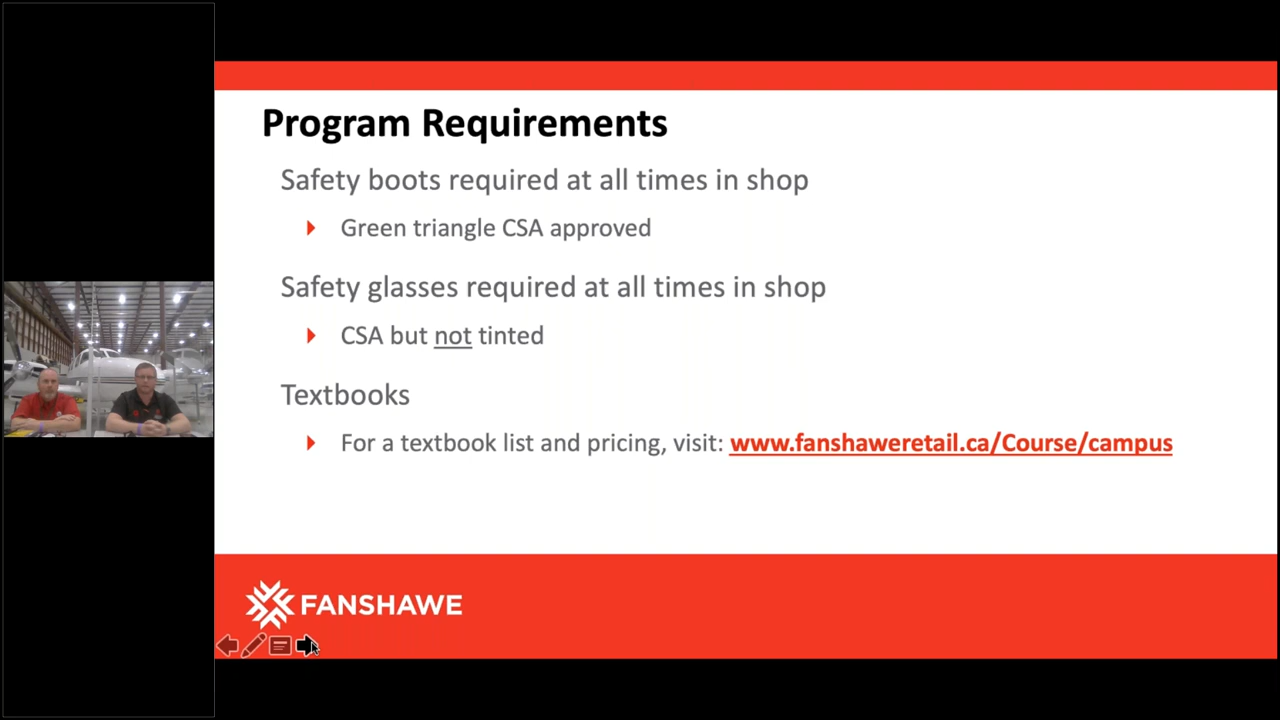 Program Requirements
Safety boots required at all times in shop
Green triangle CSA approved
Safety glasses required at all times in shop
CSA but not tinted
Textbooks
For a textbook list and pricing, visit: www.fanshaweretail.ca/Course/campus
FANSHAWE